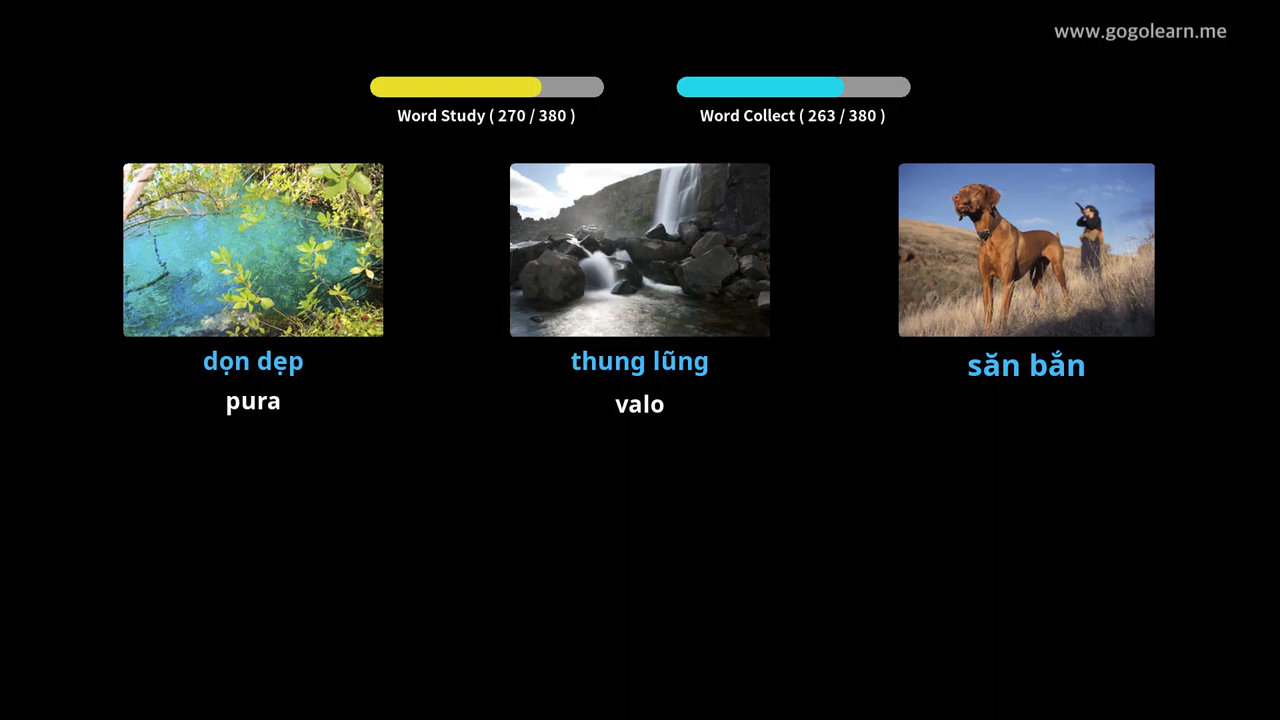 www.gogolearn.me
Word Study ( 270 / 380 )
Word Collect ( 263 / 380 )
dọn dẹp
pura
thung lũng
valo
săn bắn